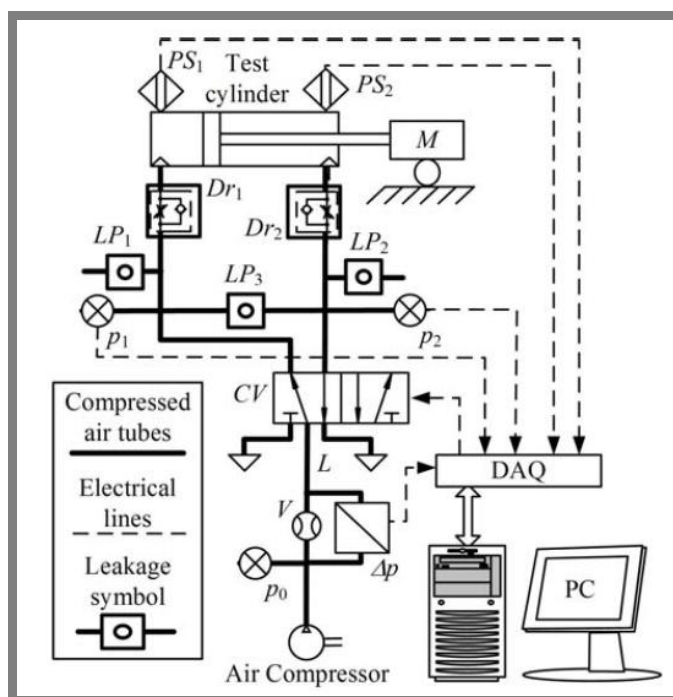 PS₁
Test
cylinder
PS₂
M
Dr₁
Dr₂
LP₁
LP₂
LP₃
p₁
p₂
CV
Compressed
air tubes
Electrical
lines
Leakage
symbol
L
DAQ
V
Δp
p₀
PC
Air Compressor